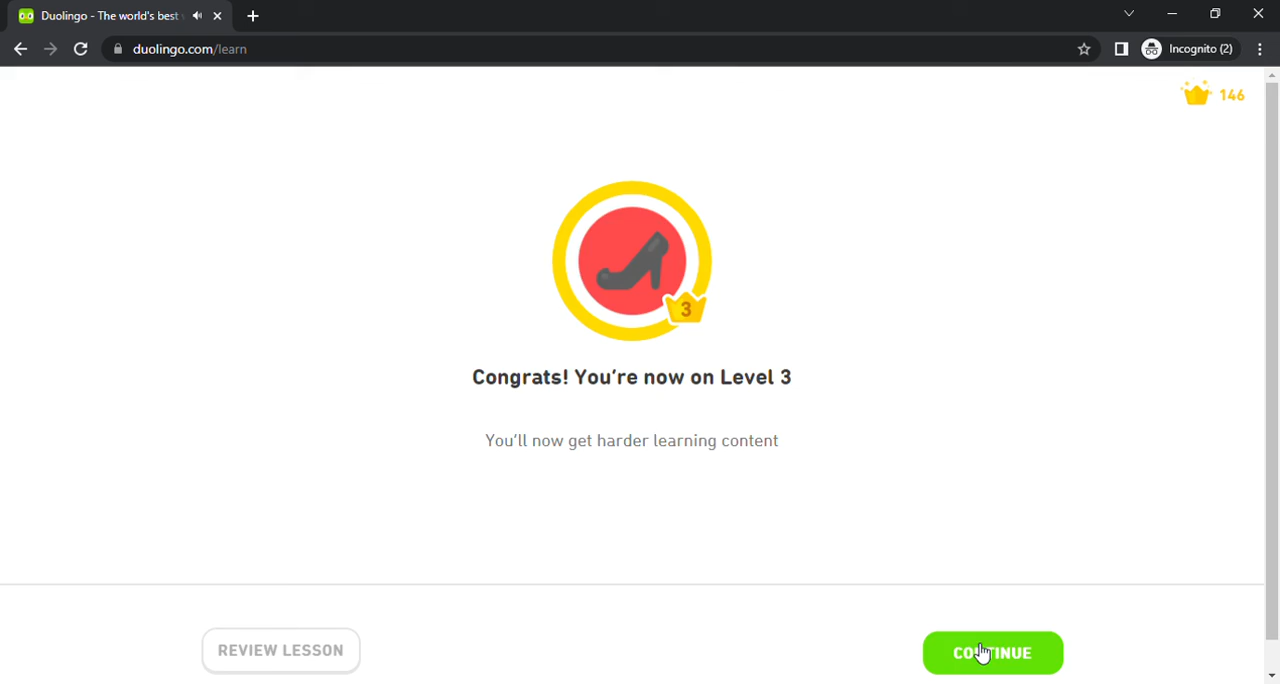 Duolingo - The world's best
duolingo.com/learn
Incognito (2)
146
3
Congrats! You're now on Level 3
You'll now get harder learning content
REVIEW LESSON
CONTINUE